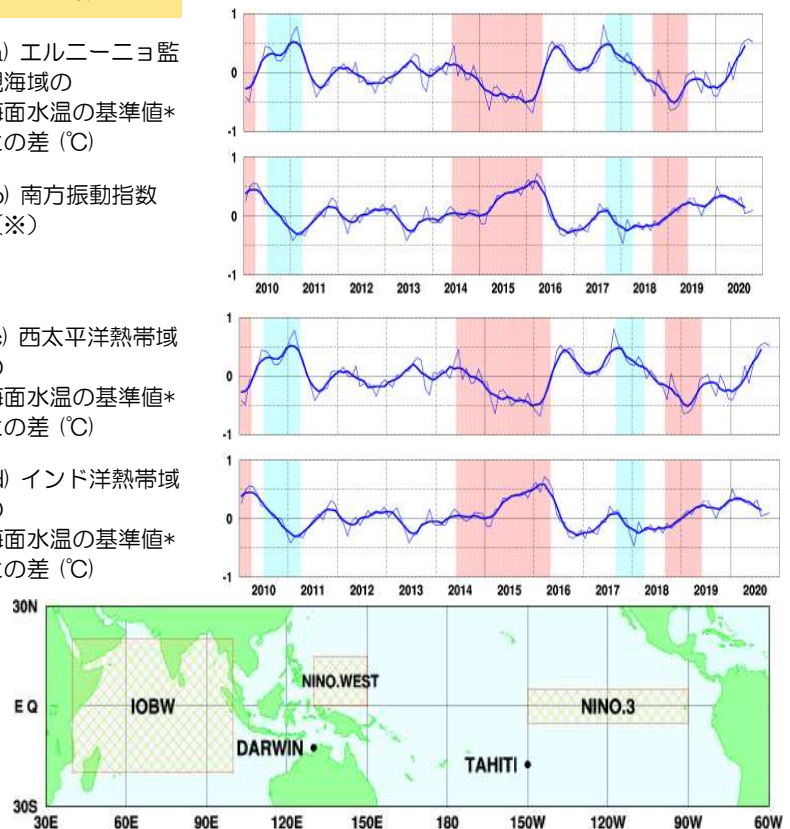 a) エルニーニョ監
視海域の
海面水温の基準値*
との差 (℃)
1
0
-1
b) 南方振動指数
(※)
1
0
-1
2010 2011 2012 2013 2014 2015 2016 2017 2018 2019 2020
c) 西太平洋熱帯域
の
海面水温の基準値*
との差 (℃)
1
0
-1
d) インド洋熱帯域
の
海面水温の基準値*
との差 (℃)
1
0
-1
2010 2011 2012 2013 2014 2015 2016 2017 2018 2019 2020
30N
NINO.WEST
EQ IOBW NINO.3
DARWIN
TAHITI
30S
30E 60E 90E 120E 150E 180 150W 120W 90W 60W